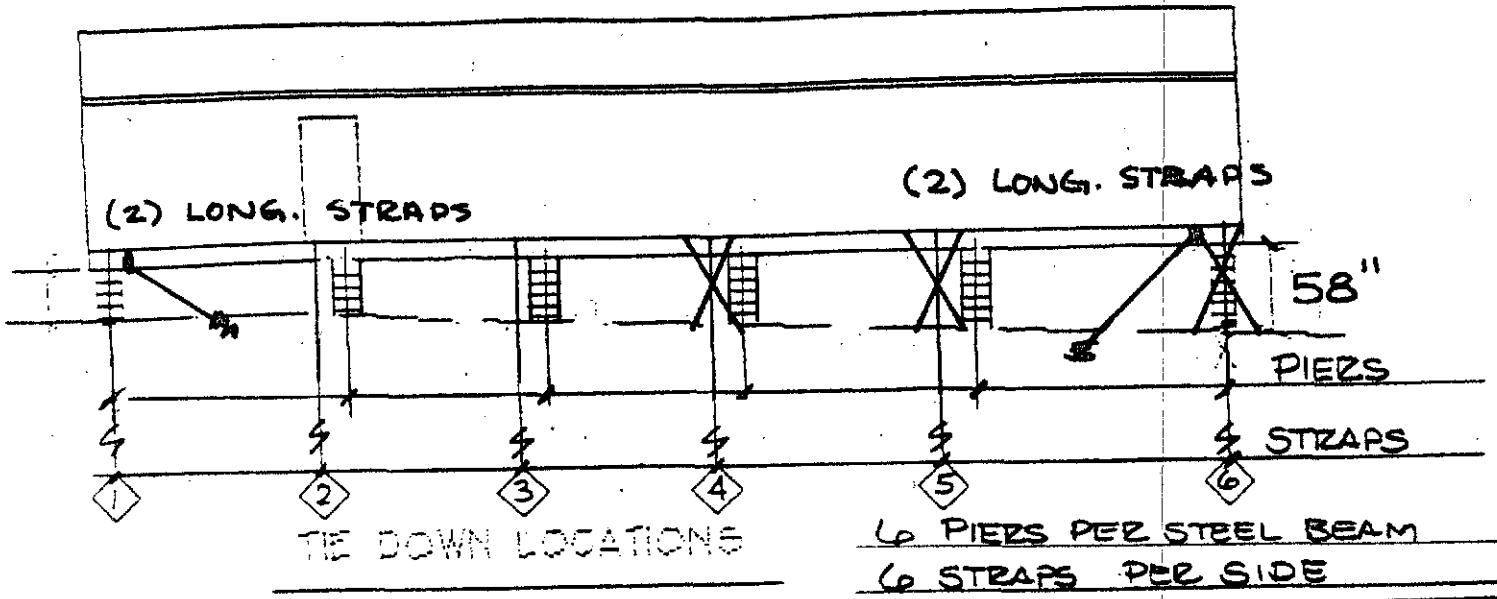 (2) LONG. STRAPS
(2) LONG. STRAPS
58"
PIERS
STRAPS
1
2
3
4
5
6
TIE DOWN LOCATIONS
6 PIERS PER STEEL BEAM
6 STRAPS PER SIDE